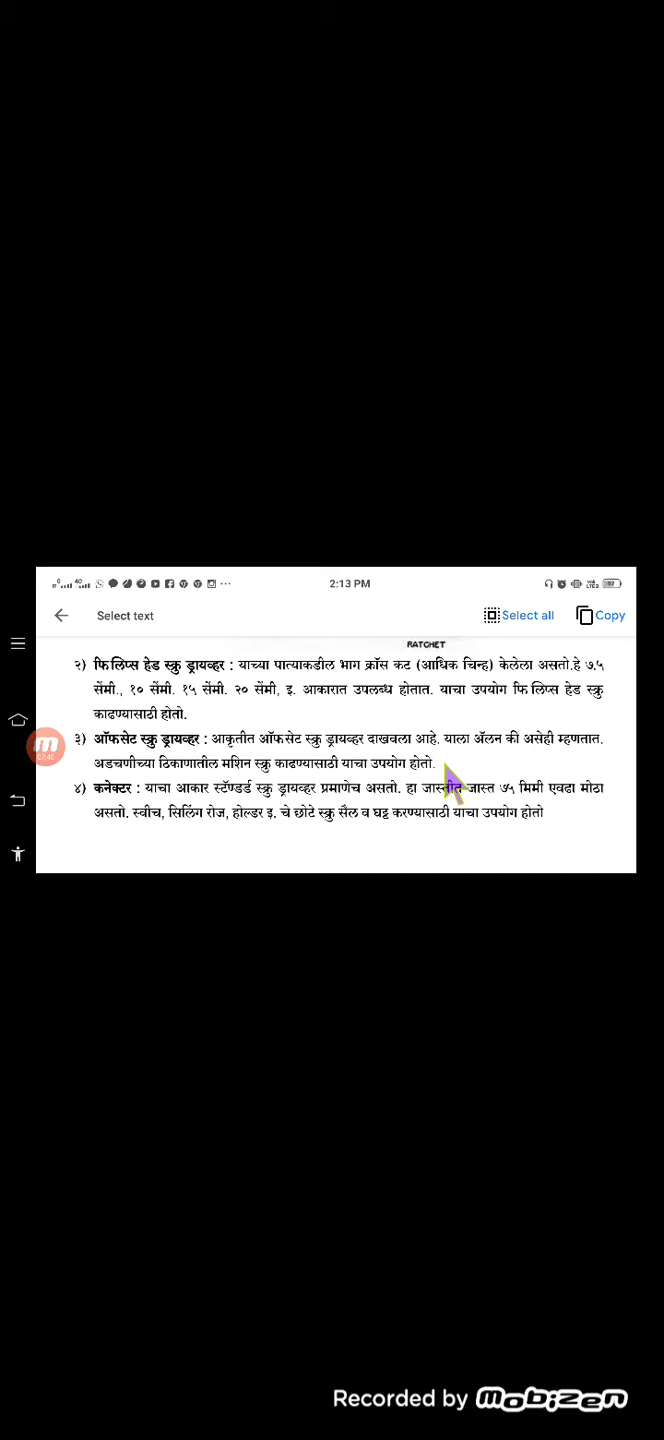 2:13 PM
Select text
Select all
Copy
RATCHET
२) फिलिप्स हेड स्क्रु ड्रायव्हर : याच्या पात्याकडील भाग क्रॉस कट (आधिक चिन्ह) केलेला असतो.हे ७.५
सेंमी., १० सेंमी. १५ सेंमी. २० सेंमी, इ. आकारात उपलब्ध होतात. याचा उपयोग फिलिप्स हेड स्क्रु
काढण्यासाठी होतो.
३) ऑफसेट स्क्रु ड्रायव्हर : आकृतीत ऑफसेट स्क्रु ड्रायव्हर दाखवला आहे. याला ॲलन की असेही म्हणतात.
अडचणीच्या ठिकाणातील मशिन स्क्रु काढण्यासाठी याचा उपयोग होतो.
४) कनेक्टर : याचा आकार स्टॅण्डर्ड स्क्रु ड्रायव्हर प्रमाणेच असतो. हा जास्तीत जास्त ७५ मिमी एवढा मोठा
असतो. स्वीच, सिलिंग रोज, होल्डर इ. चे छोटे स्क्रु सैल व घट्ट करण्यासाठी याचा उपयोग होतो
Recorded by mobizen